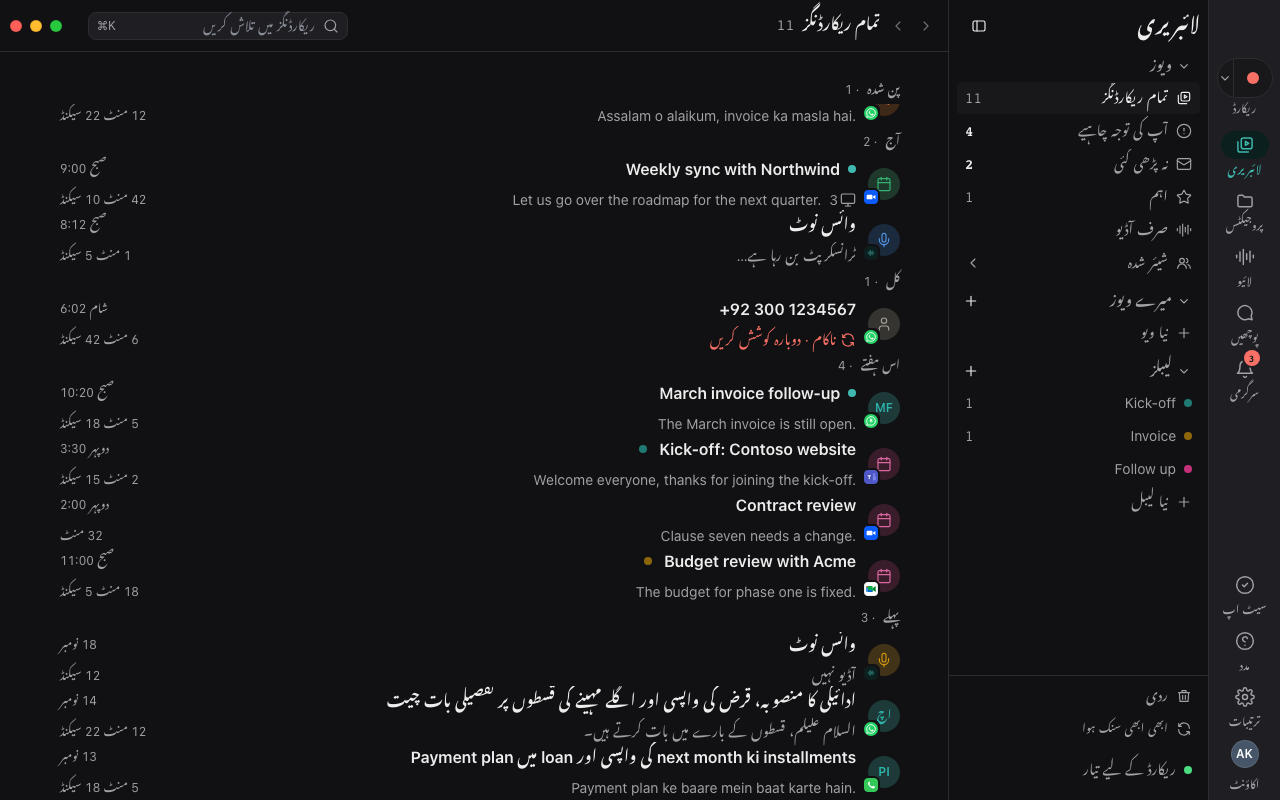 ریکارڈ
لائبریری
پروجیکٹس
لائیو
پوچھیں
3
سرگرمی
سیٹ اپ
مدد
ترتیبات
AK
اکاؤنٹ
لائبریری
ویوز
تمام ریکارڈنگز 11
آپ کی توجہ چاہیے 4
نہ پڑھی گئی 2
اہم 1
صرف آڈیو
شیئر شدہ
میرے ویوز
نیا ویو
لیبلز
Kick-off 1
Invoice 1
Follow up
نیا لیبل
ردی
ابھی ابھی سنک ہوا
ریکارڈ کے لیے تیار
تمام ریکارڈنگز 11
ریکارڈنگز میں تلاش کریں ⌘K
پن شدہ · 1
Assalam o alaikum, invoice ka masla hai.
12 منٹ 22 سیکنڈ
آج · 2
Weekly sync with Northwind
9:00 صبح
3 Let us go over the roadmap for the next quarter.
42 منٹ 10 سیکنڈ
وائس نوٹ
8:12 صبح
ٹرانسکرپٹ بن رہا ہے...
1 منٹ 5 سیکنڈ
کل · 1
+92 300 1234567
6:02 شام
ناکام · دوبارہ کوشش کریں
6 منٹ 42 سیکنڈ
اس ہفتے · 4
MF
March invoice follow-up
10:20 صبح
The March invoice is still open.
5 منٹ 18 سیکنڈ
Kick-off: Contoso website
3:30 دوپہر
Welcome everyone, thanks for joining the kick-off.
2 منٹ 15 سیکنڈ
Contract review
2:00 دوپہر
Clause seven needs a change.
32 منٹ
Budget review with Acme
11:00 صبح
The budget for phase one is fixed.
18 منٹ 5 سیکنڈ
پہلے · 3
وائس نوٹ
18 نومبر
آڈیو نہیں
12 سیکنڈ
اچ
ادائیگی کا منصوبہ، قرض کی واپسی اور اگلے مہینے کی قسطوں پر تفصیلی بات چیت
14 نومبر
السلام علیکم، قسطوں کے بارے میں بات کرتے ہیں۔
12 منٹ 22 سیکنڈ
PI
Payment plan کی واپسی اور loan میں next month ki installments
13 نومبر
Payment plan ke baare mein baat karte hain.
5 منٹ 18 سیکنڈ